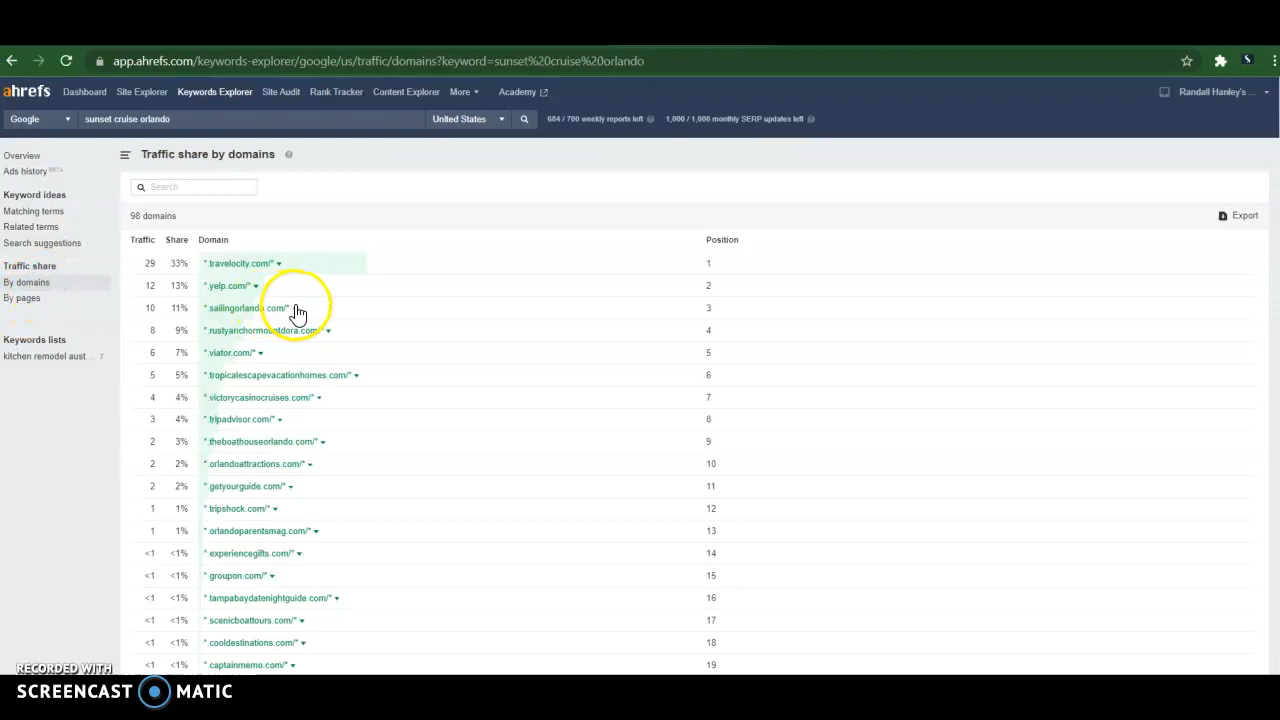 app.ahrefs.com/keywords-explorer/google/us/traffic/domains?keyword=sunset%20cruise%20orlando
ahrefs Dashboard Site Explorer Keywords Explorer Site Audit Rank Tracker Content Explorer More Academy Randall Hanley's ...
Google sunset cruise orlando United States 684 / 700 weekly reports left 1,000 / 1,000 monthly SERP updates left
Overview
Ads history BETA
Keyword ideas
Matching terms
Related terms
Search suggestions
Traffic share
By domains
By pages
Keywords lists
kitchen remodel aust... 7
Traffic share by domains
Search
98 domains Export
Traffic Share Domain Position
29 33% *.travelocity.com/* 1
12 13% *.yelp.com/* 2
10 11% *.sailingorlando.com/* 3
8 9% *.rustyanchormountdora.com/* 4
6 7% *.viator.com/* 5
5 5% *.tropicalescapevacationhomes.com/* 6
4 4% *.victorycasinocruises.com/* 7
3 4% *.tripadvisor.com/* 8
2 3% *.theboathouseorlando.com/* 9
2 2% *.orlandoattractions.com/* 10
2 2% *.getyourguide.com/* 11
1 1% *.tripshock.com/* 12
1 1% *.orlandoparentsmag.com/* 13
<1 <1% *.experiencegifts.com/* 14
<1 <1% *.groupon.com/* 15
<1 <1% *.tampabaydatenightguide.com/* 16
<1 <1% *.scenicboattours.com/* 17
<1 <1% *.cooldestinations.com/* 18
<1 <1% *.captainmemo.com/* 19
RECORDED WITH
SCREENCAST MATIC